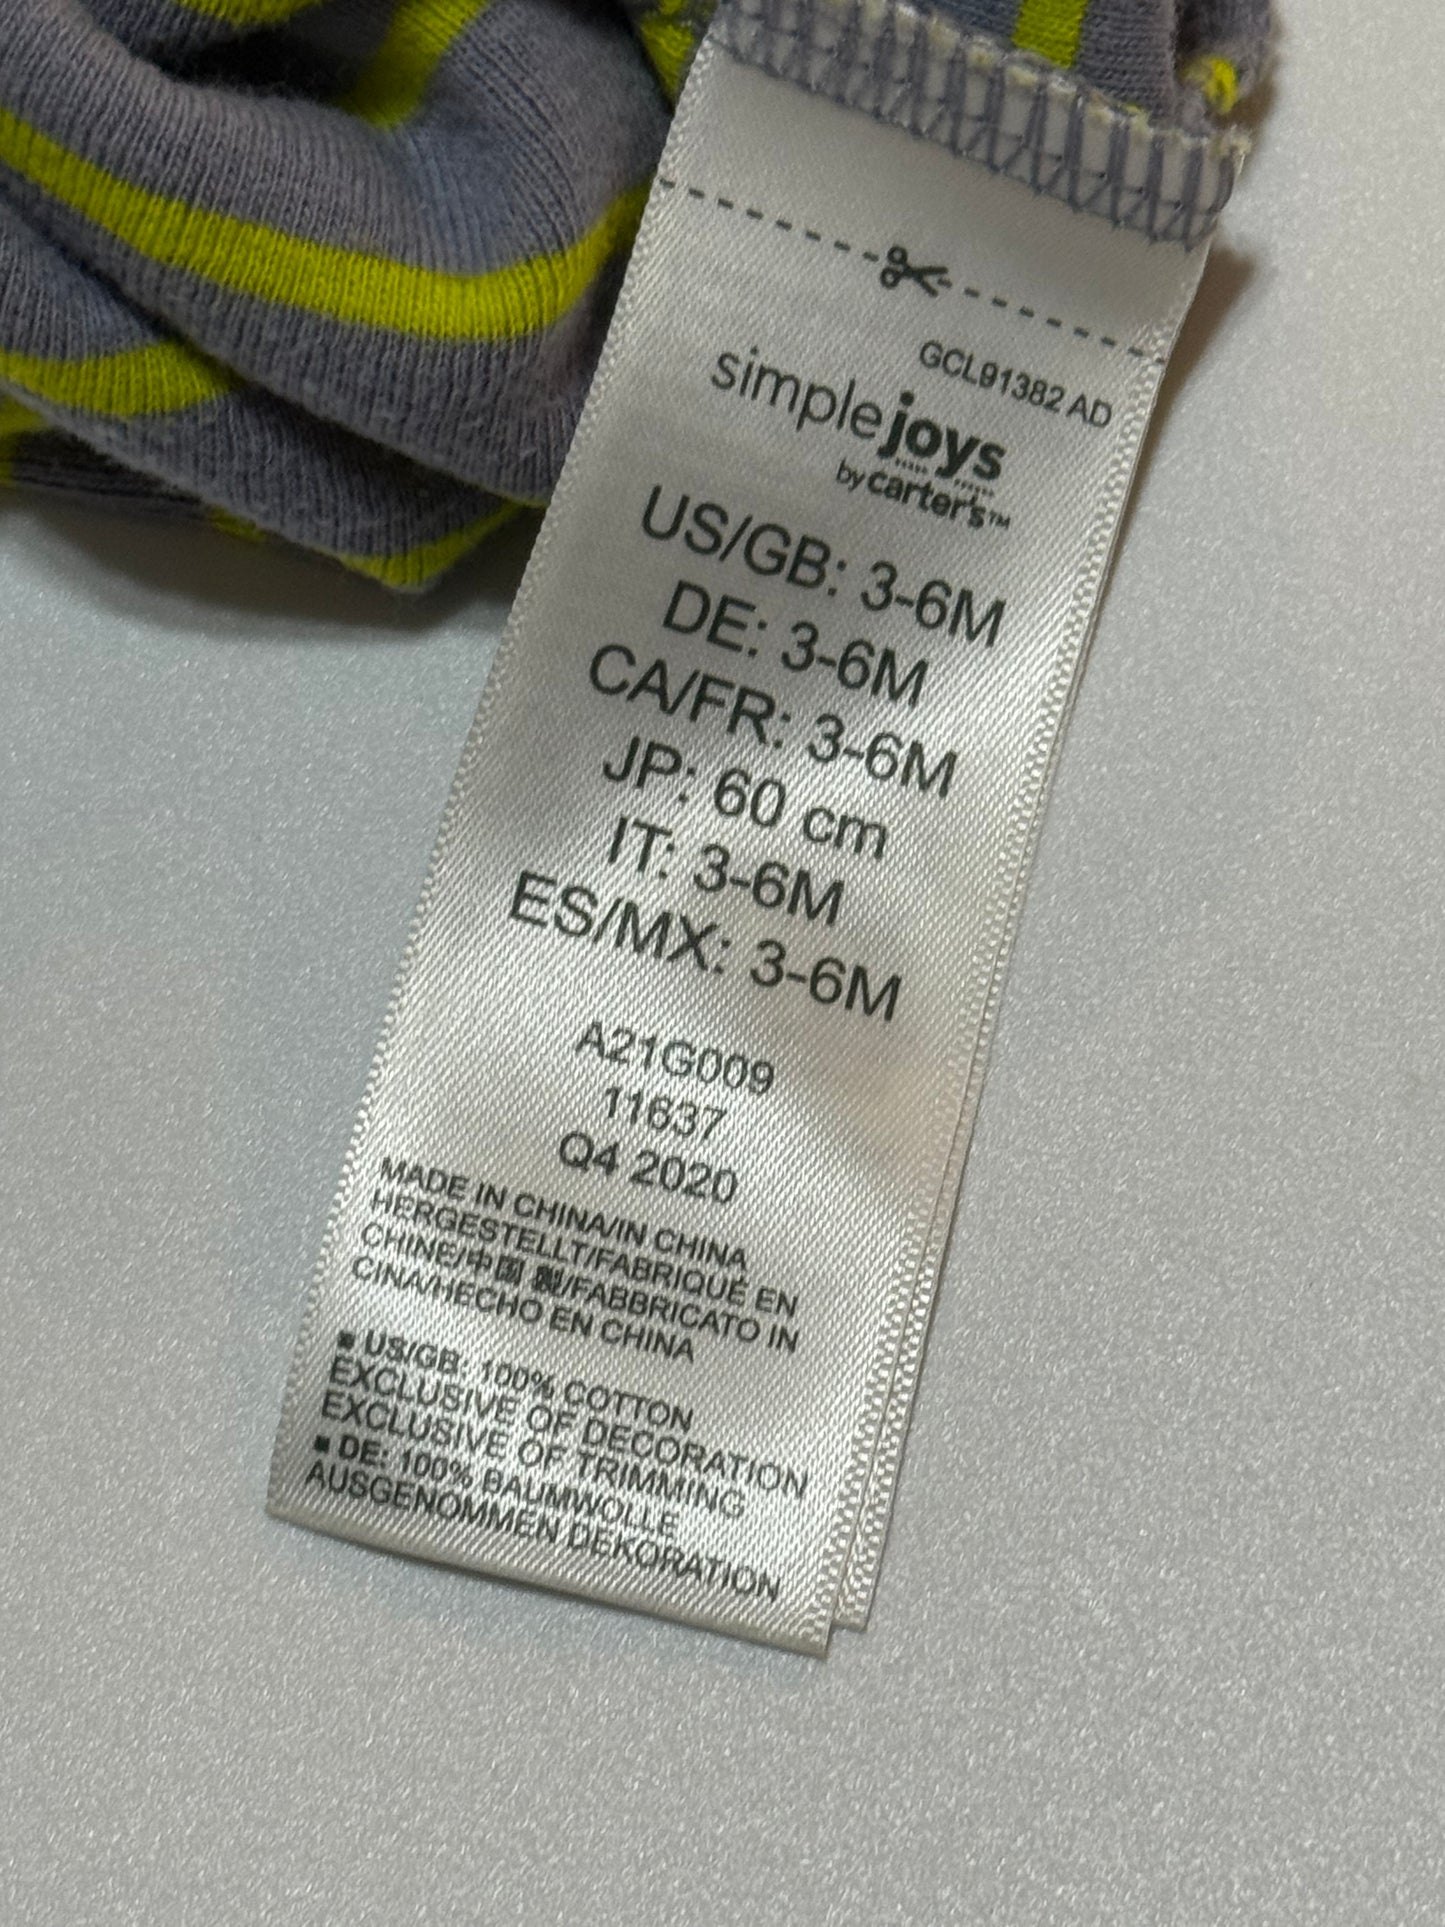 GCL91382 AD
simple joys
by carter's™
US/GB: 3-6M
DE: 3-6M
CA/FR: 3-6M
JP: 60 cm
IT: 3-6M
ES/MX: 3-6M
A21G009
11637
Q4 2020
MADE IN CHINA/IN CHINA
HERGESTELLT/FABRIQUÉ EN
CHINE/中国 製/FABBRICATO IN
CINA/HECHO EN CHINA
■ US/GB: 100% COTTON
EXCLUSIVE OF DECORATION
EXCLUSIVE OF TRIMMING
■ DE: 100% BAUMWOLLE
AUSGENOMMEN DEKORATION